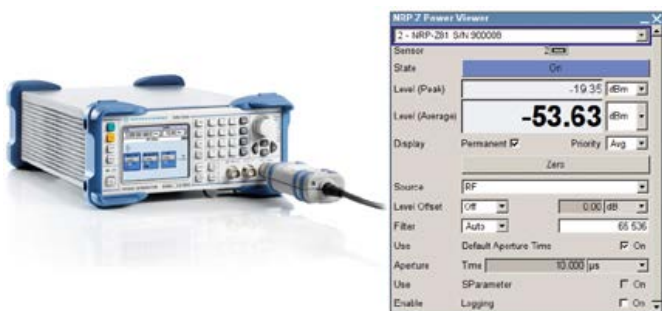 NRP-Z Power Viewer
2 - NRP-Z81 S/N 900008
Sensor 2
State On
Level (Peak) -19.35 dBm
Level (Average) -53.63 dBm
Display Permanent Priority Avg
Zero
Source RF
Level Offset Off 0.00 dB
Filter Auto 65 536
Use Default Aperture Time On
Aperture Time 10.000 µs
Use SParameter On
Enable Logging On